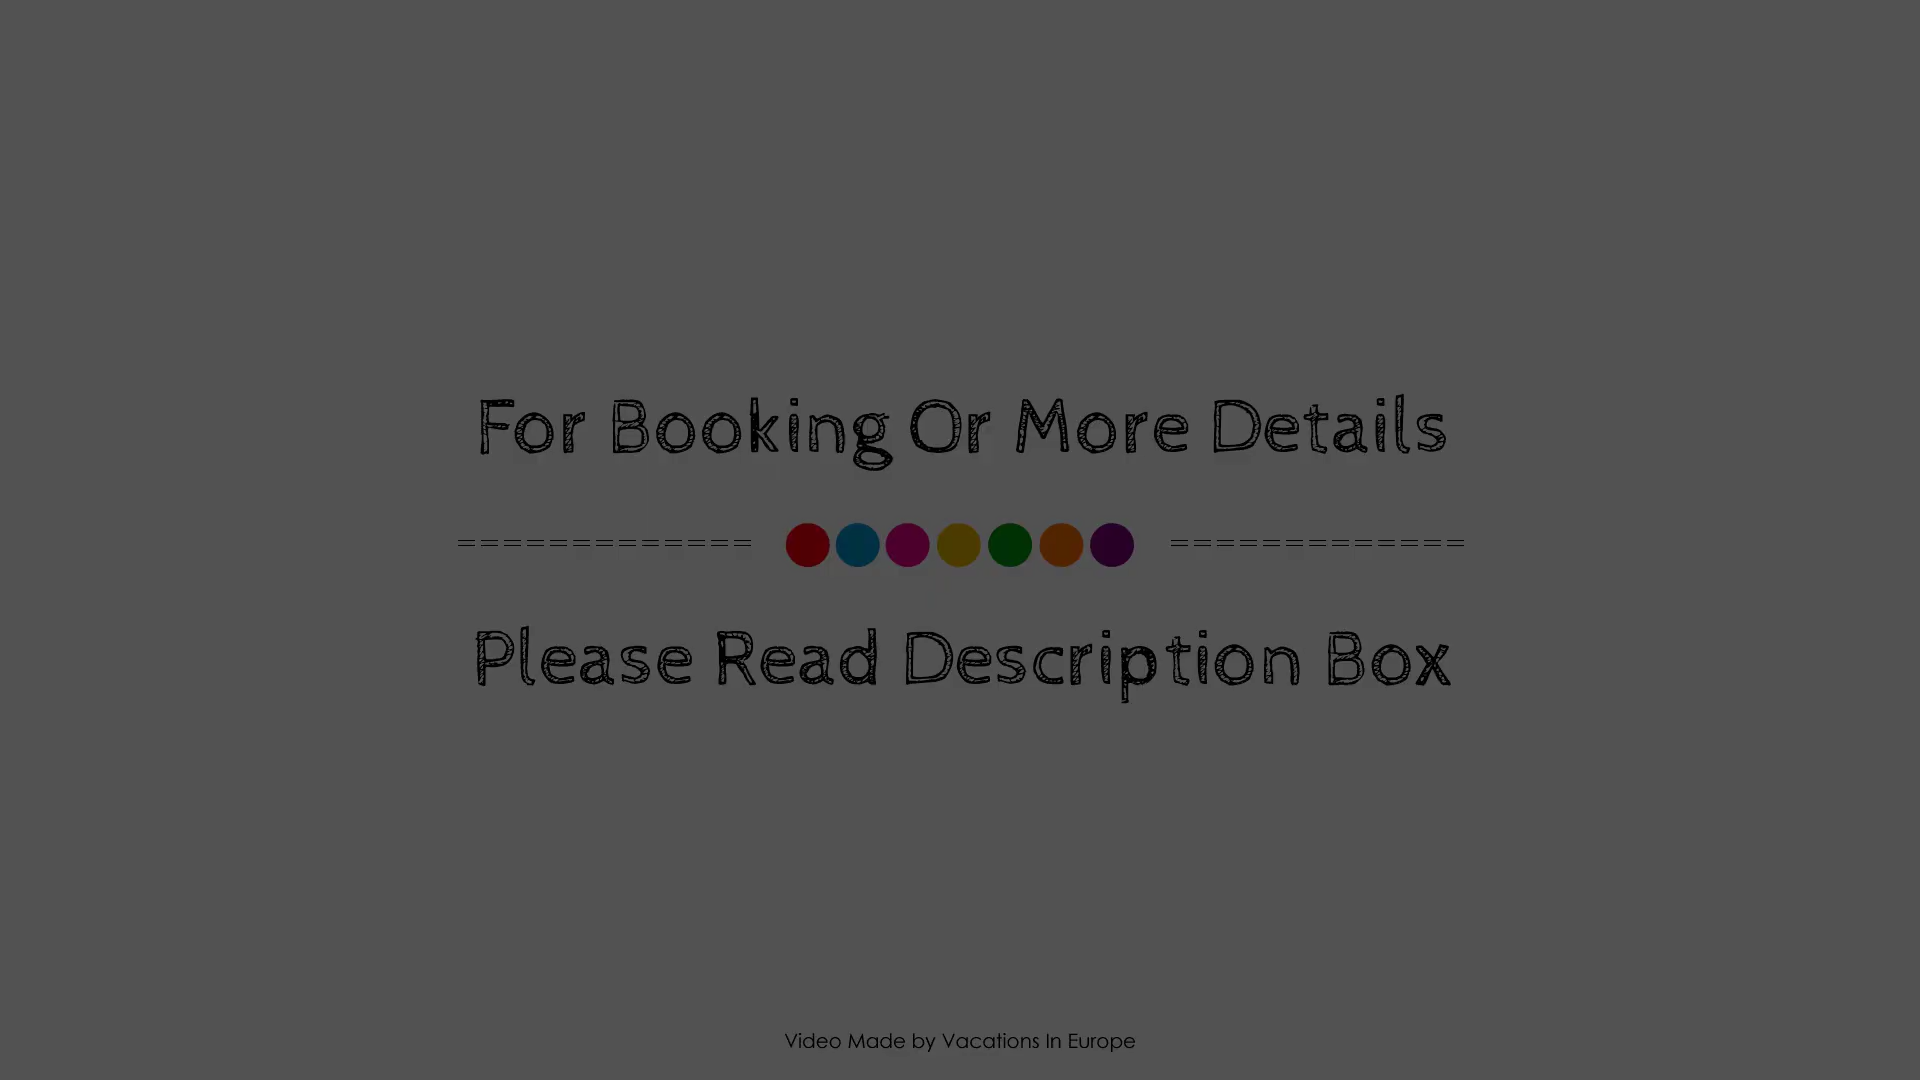 For Booking Or More Details
============= =============
Please Read Description Box
Video Made by Vacations In Europe